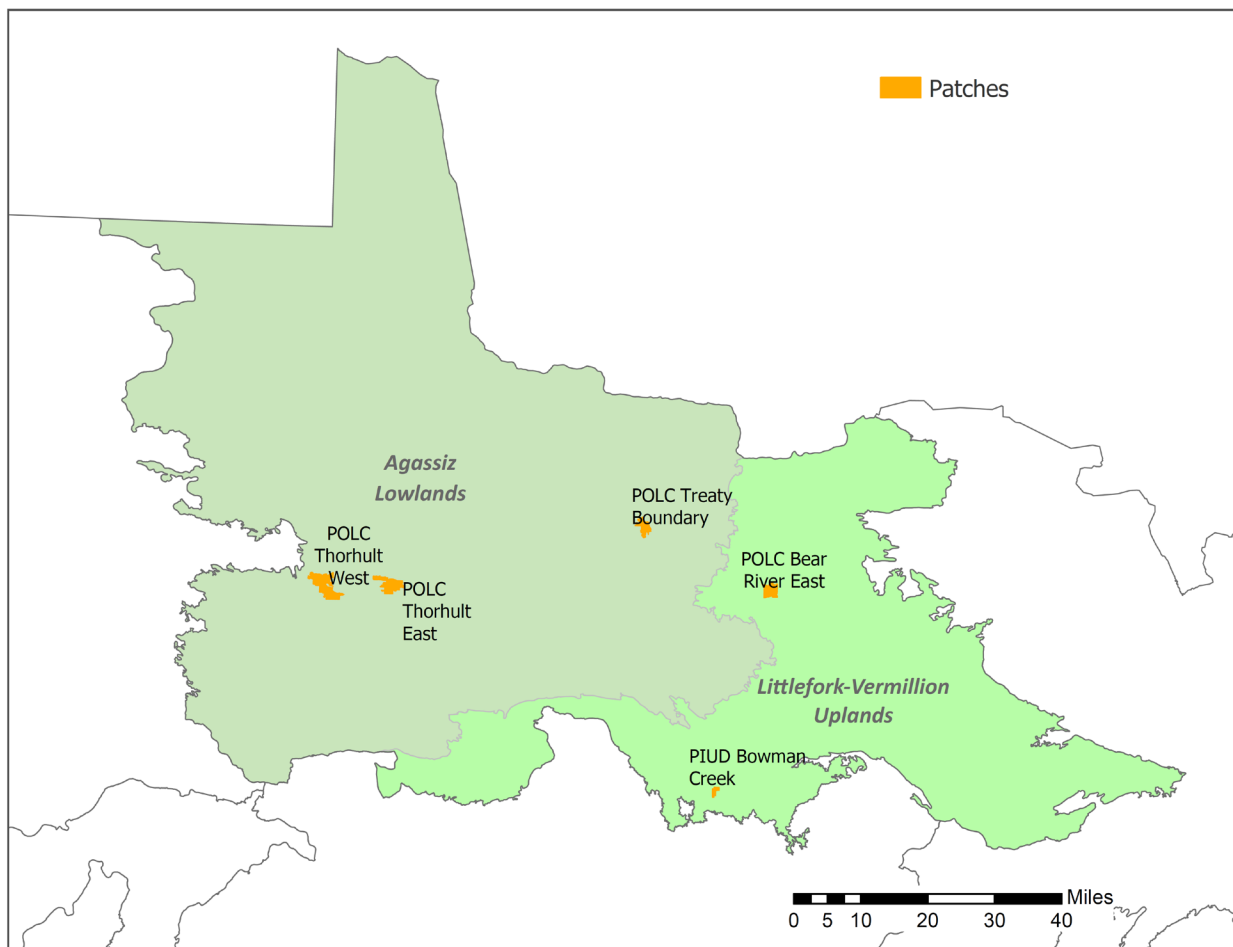 Patches
Agassiz
Lowlands
POLC Treaty
Boundary
POLC
Thorhult
West
POLC Bear
River East
POLC
Thorhult
East
Littlefork-Vermillion
Uplands
PIUD Bowman
Creek
Miles
0 5 10 20 30 40